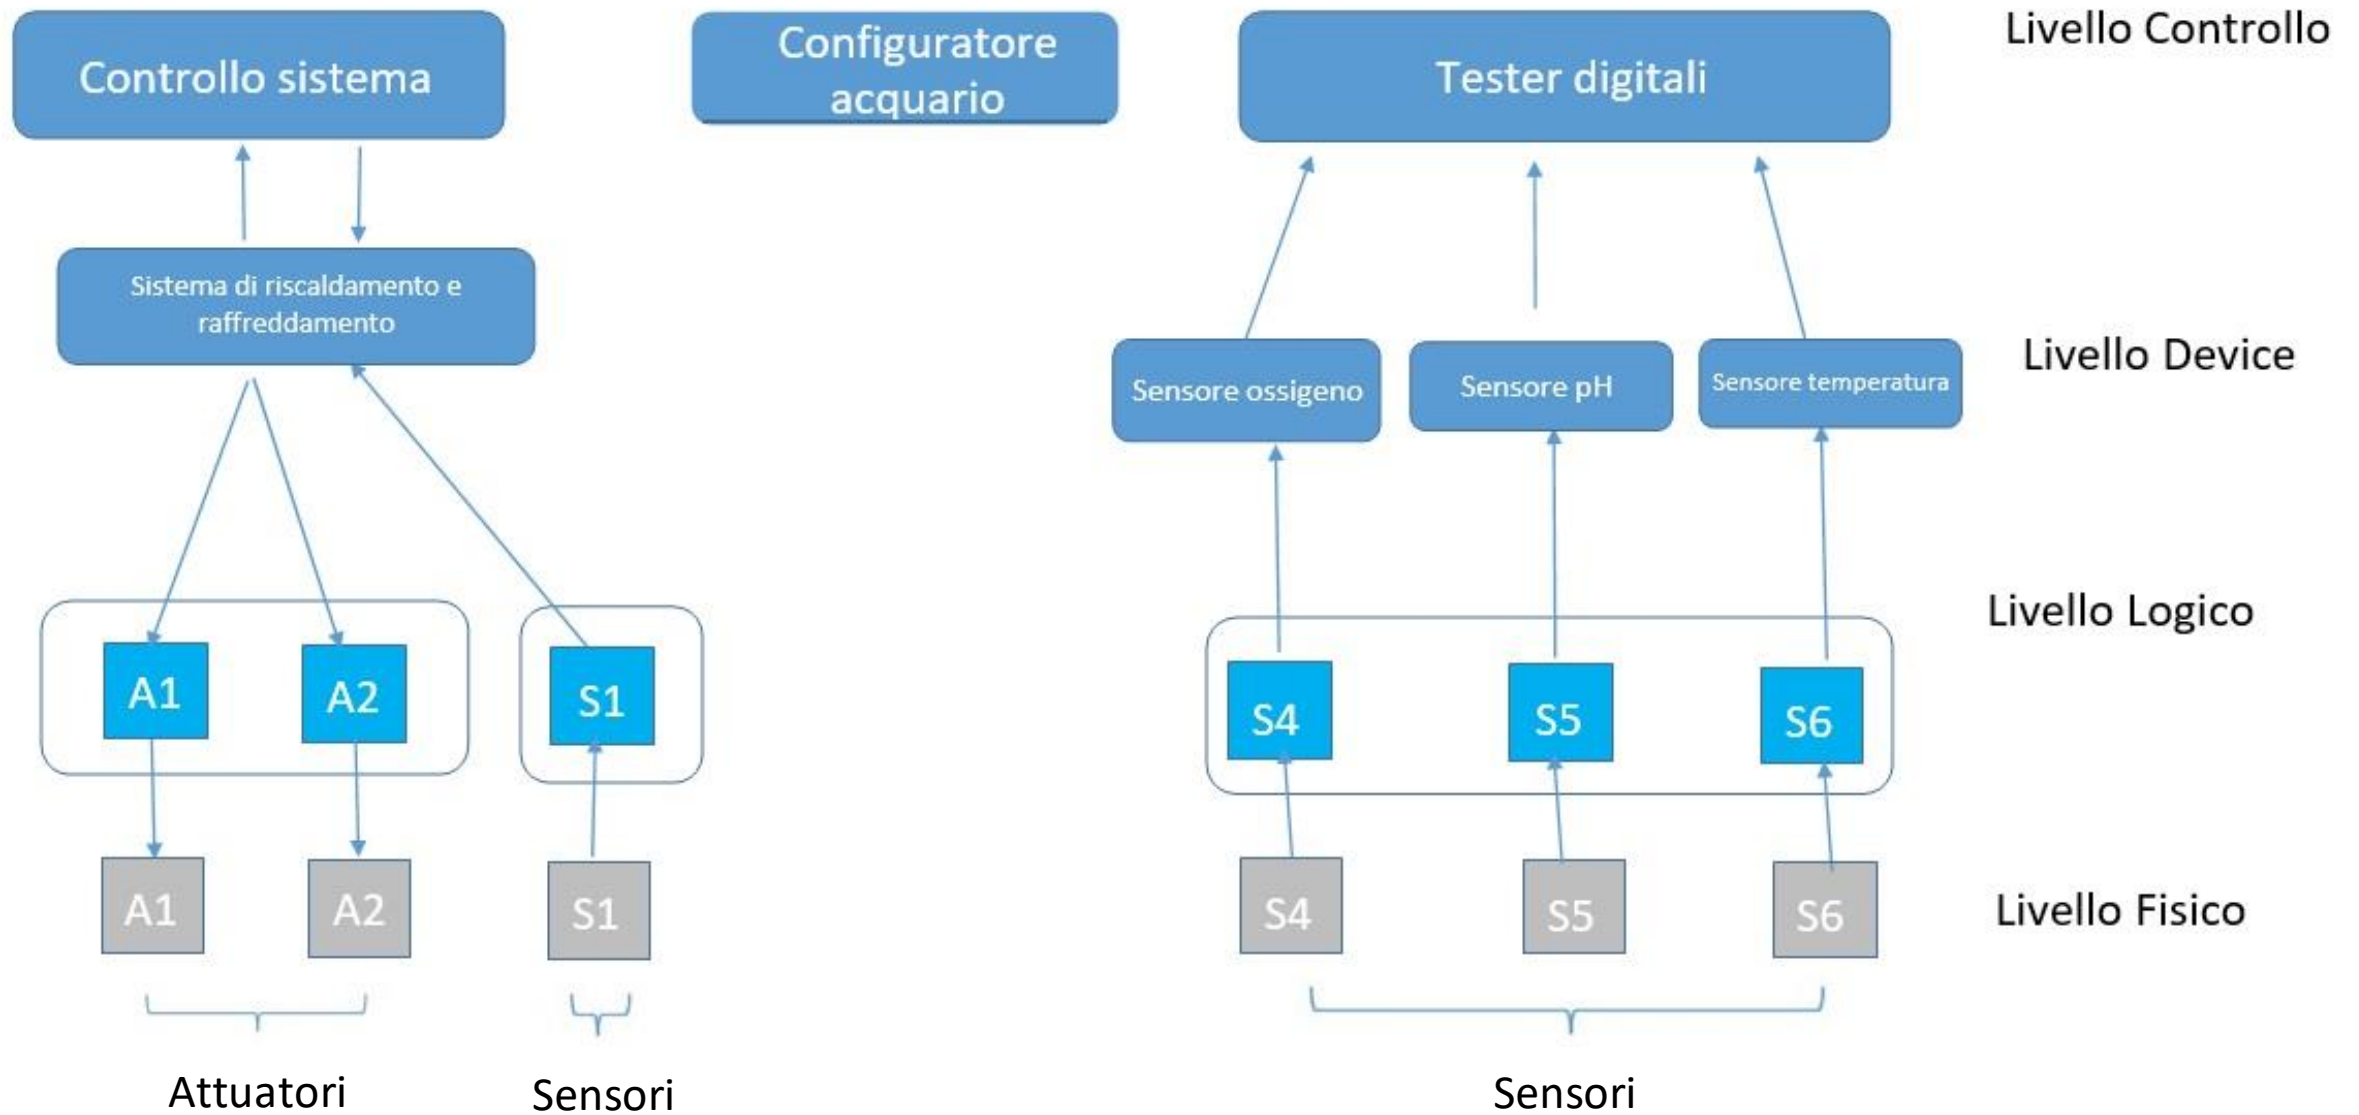 Controllo sistema
Configuratore
acquario
Tester digitali
Livello Controllo
Sistema di riscaldamento e
raffreddamento
Sensore ossigeno
Sensore pH
Sensore temperatura
Livello Device
A1
A2
S1
S4
S5
S6
Livello Logico
A1
A2
S1
S4
S5
S6
Livello Fisico
Attuatori
Sensori
Sensori